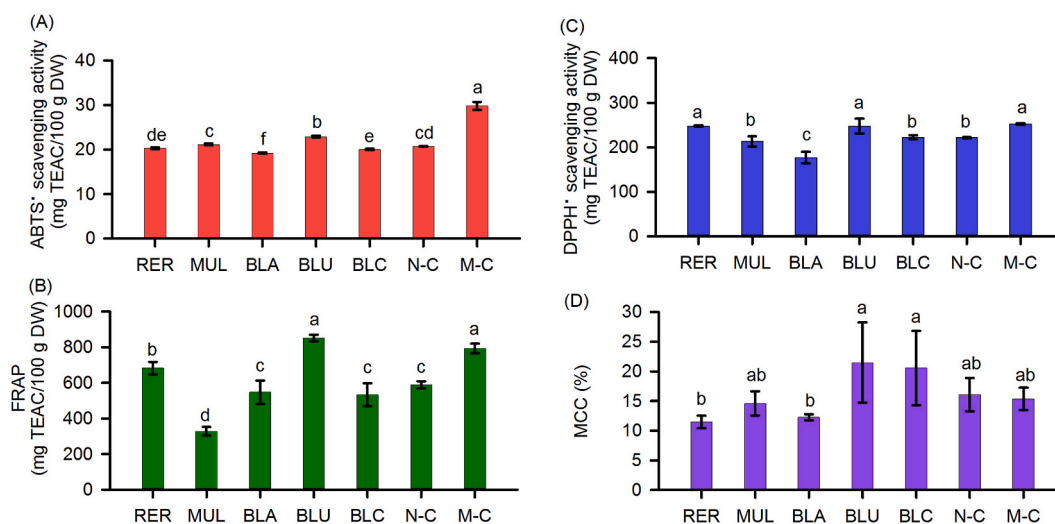 (A)
ABTS• scavenging activity
(mg TEAC/100 g DW)
40
30
20
10
0
de
c
f
b
e
cd
a
RER MUL BLA BLU BLC N-C M-C
(B)
FRAP
(mg TEAC/100 g DW)
1000
800
600
400
200
0
b
d
c
a
c
c
a
RER MUL BLA BLU BLC N-C M-C
(C)
DPPH• scavenging activity
(mg TEAC/100 g DW)
400
300
200
100
0
a
b
c
a
b
b
a
RER MUL BLA BLU BLC N-C M-C
(D)
MCC (%)
30
25
20
15
10
5
0
b
ab
b
a
a
ab
ab
RER MUL BLA BLU BLC N-C M-C